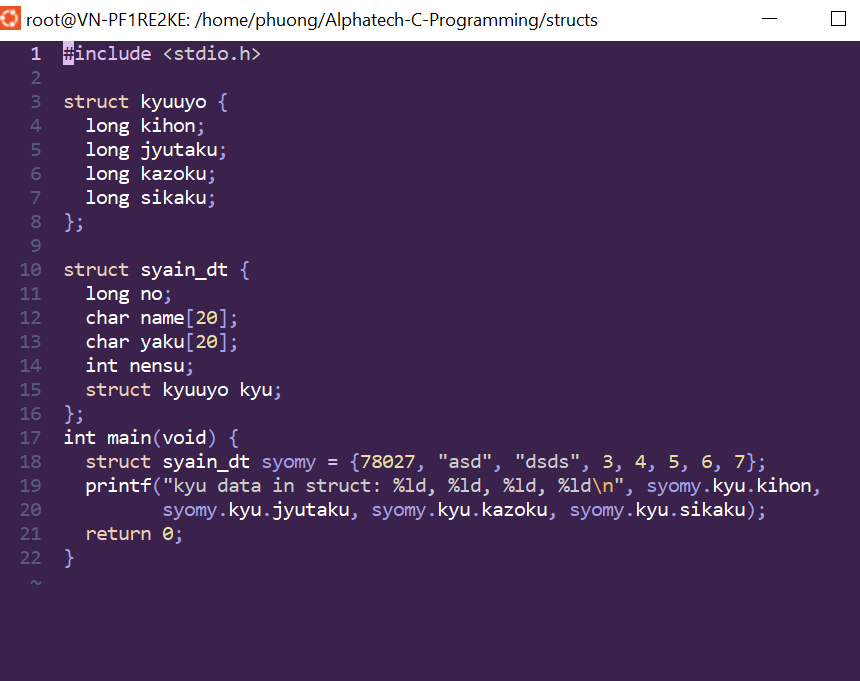 root@VN-PF1RE2KE: /home/phuong/Alphatech-C-Programming/structs
1 #include <stdio.h>
2
3 struct kyuuyo {
4   long kihon;
5   long jyutaku;
6   long kazoku;
7   long sikaku;
8 };
9
10 struct syain_dt {
11   long no;
12   char name[20];
13   char yaku[20];
14   int nensu;
15   struct kyuuyo kyu;
16 };
17 int main(void) {
18   struct syain_dt syomy = {78027, "asd", "dsds", 3, 4, 5, 6, 7};
19   printf("kyu data in struct: %ld, %ld, %ld, %ld\n", syomy.kyu.kihon,
20          syomy.kyu.jyutaku, syomy.kyu.kazoku, syomy.kyu.sikaku);
21   return 0;
22 }
~